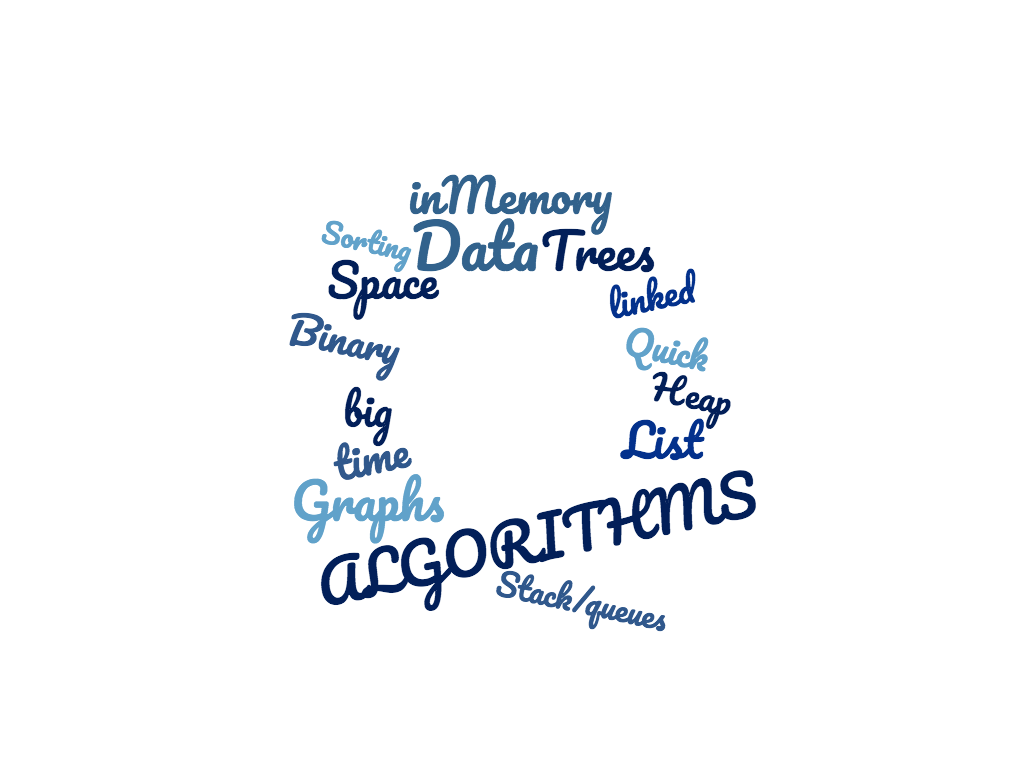 inMemory
Sorting Data Trees
Space
linked
Binary
Quick
Heap
big
List
time
Graphs
ALGORITHMS
Stack/queues